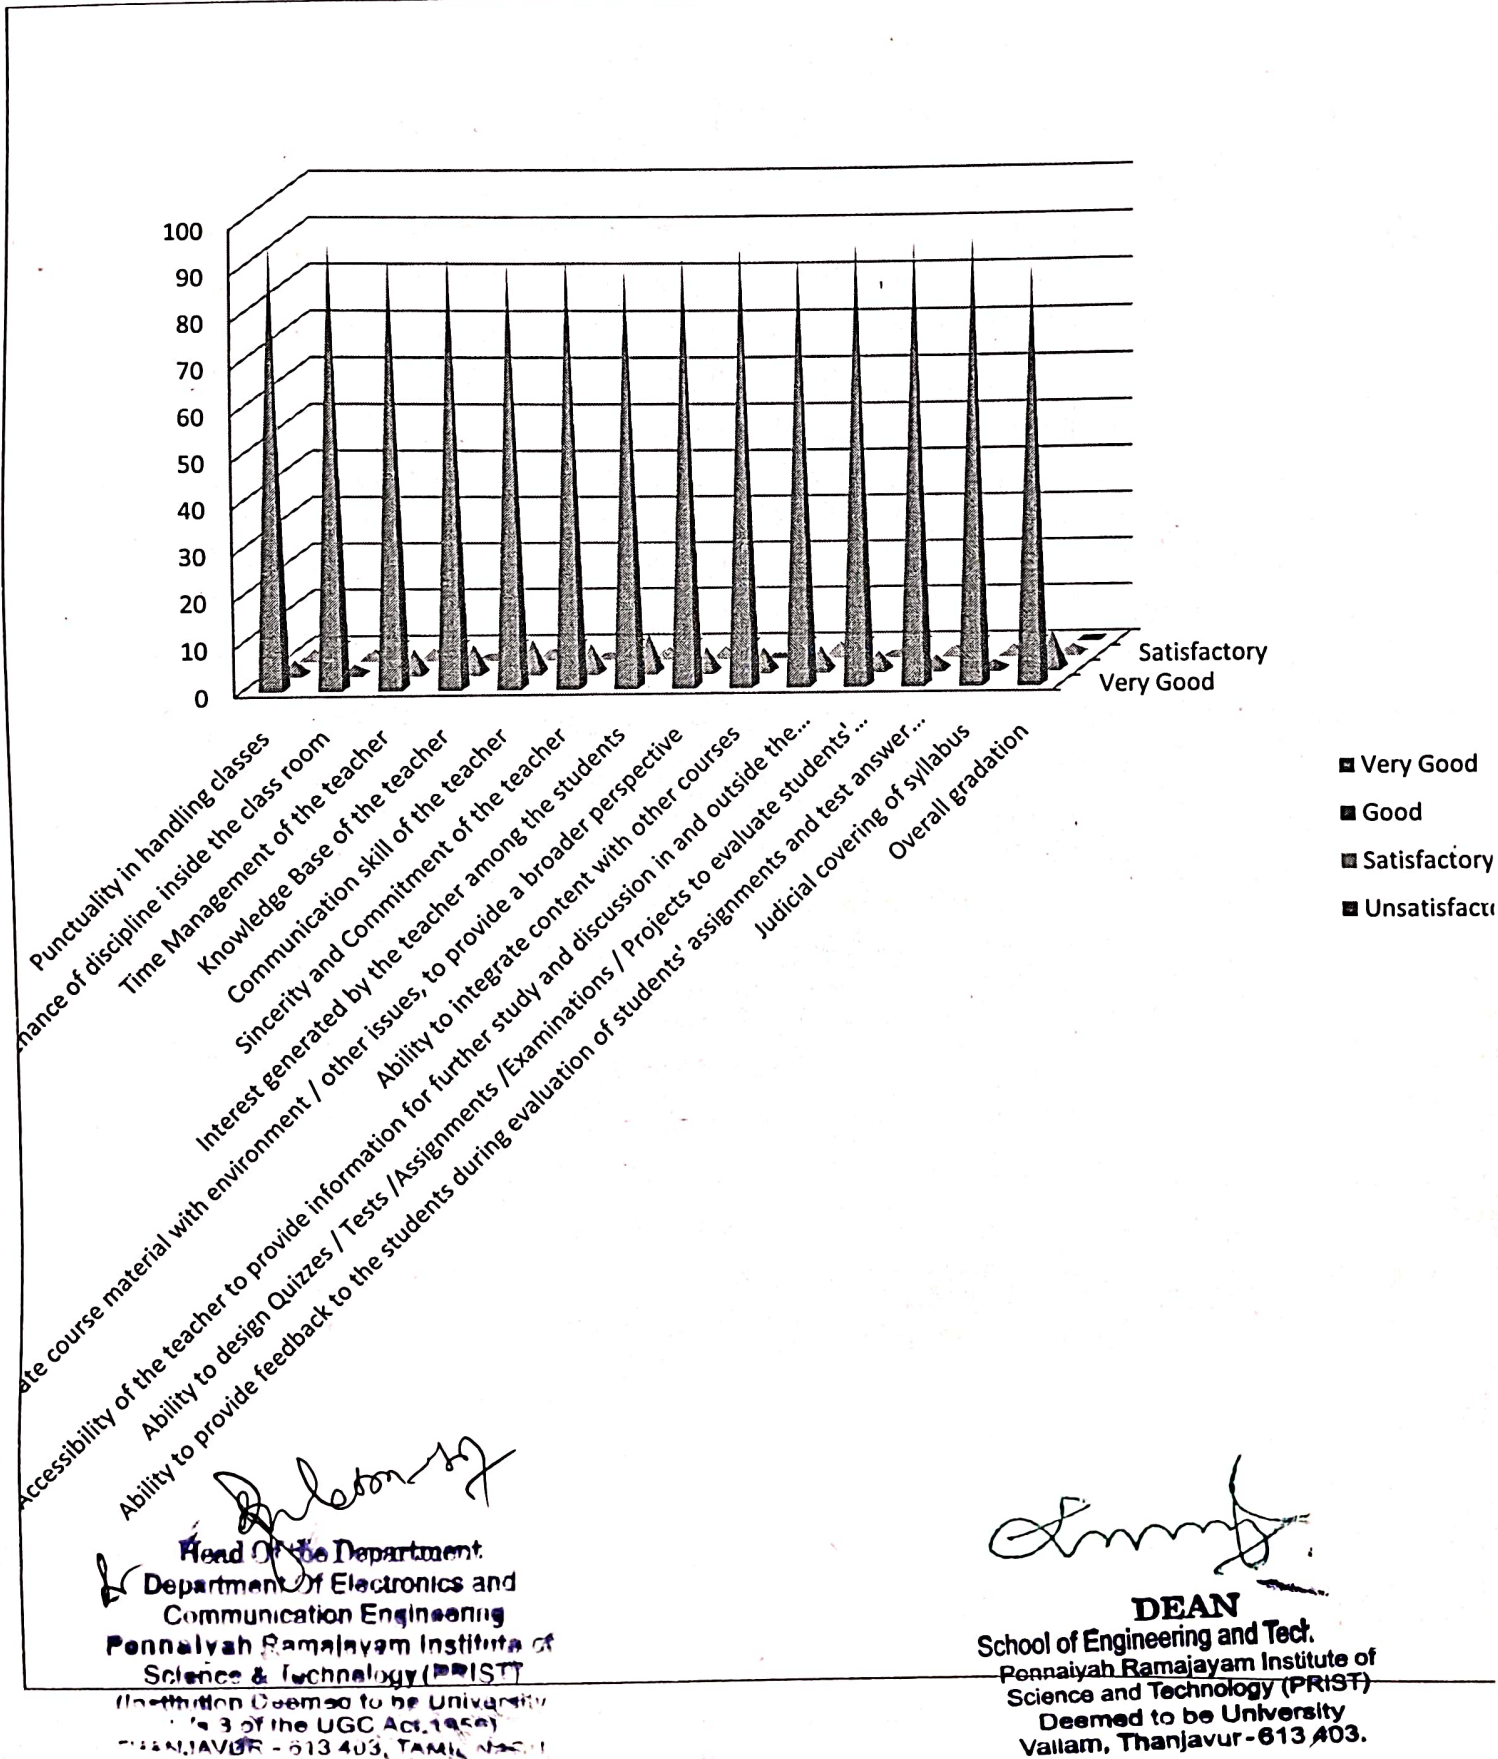 100
90
80
70
60
50
40
30
20
10
0
Satisfactory
Very Good
Punctuality in handling classes
of discipline inside the class room
Time Management of the teacher
Knowledge Base of the teacher
Communication skill of the teacher
Sincerity and Commitment of the teacher
Interest generated by the teacher among the students
ate course material with environment / other issues, to provide a broader perspective
Ability to integrate content with other courses
Accessibility of the teacher to provide information for further study and discussion in and outside the...
Ability to design Quizzes / Tests /Assignments /Examinations / Projects to evaluate students'...
Ability to provide feedback to the students during evaluation of students' assignments and test answer...
Judicial covering of syllabus
Overall gradation
Very Good
Good
Satisfactory
Unsatisfact
Head Of the Department
Department Of Electronics and
Communication Engineering
Ponnaiyah Ramajayam Institute of
Science & Technology (PRIST)
(Institution Deemed to be University
3 of the UGC Act, 1956)
- 613 403, TAMIL
DEAN
School of Engineering and Tech.
Ponnaiyah Ramajayam Institute of
Science and Technology (PRIST)
Deemed to be University
Vallam, Thanjavur-613 403.